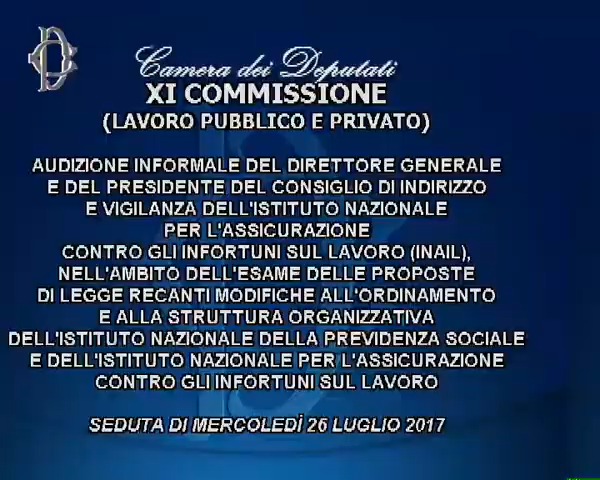 Camera dei Deputati
XI COMMISSIONE
(LAVORO PUBBLICO E PRIVATO)
AUDIZIONE INFORMALE DEL DIRETTORE GENERALE
E DEL PRESIDENTE DEL CONSIGLIO DI INDIRIZZO
E VIGILANZA DELL'ISTITUTO NAZIONALE
PER L'ASSICURAZIONE
CONTRO GLI INFORTUNI SUL LAVORO (INAIL),
NELL'AMBITO DELL'ESAME DELLE PROPOSTE
DI LEGGE RECANTI MODIFICHE ALL'ORDINAMENTO
E ALLA STRUTTURA ORGANIZZATIVA
DELL'ISTITUTO NAZIONALE DELLA PREVIDENZA SOCIALE
E DELL'ISTITUTO NAZIONALE PER L'ASSICURAZIONE
CONTRO GLI INFORTUNI SUL LAVORO
SEDUTA DI MERCOLEDÌ 26 LUGLIO 2017